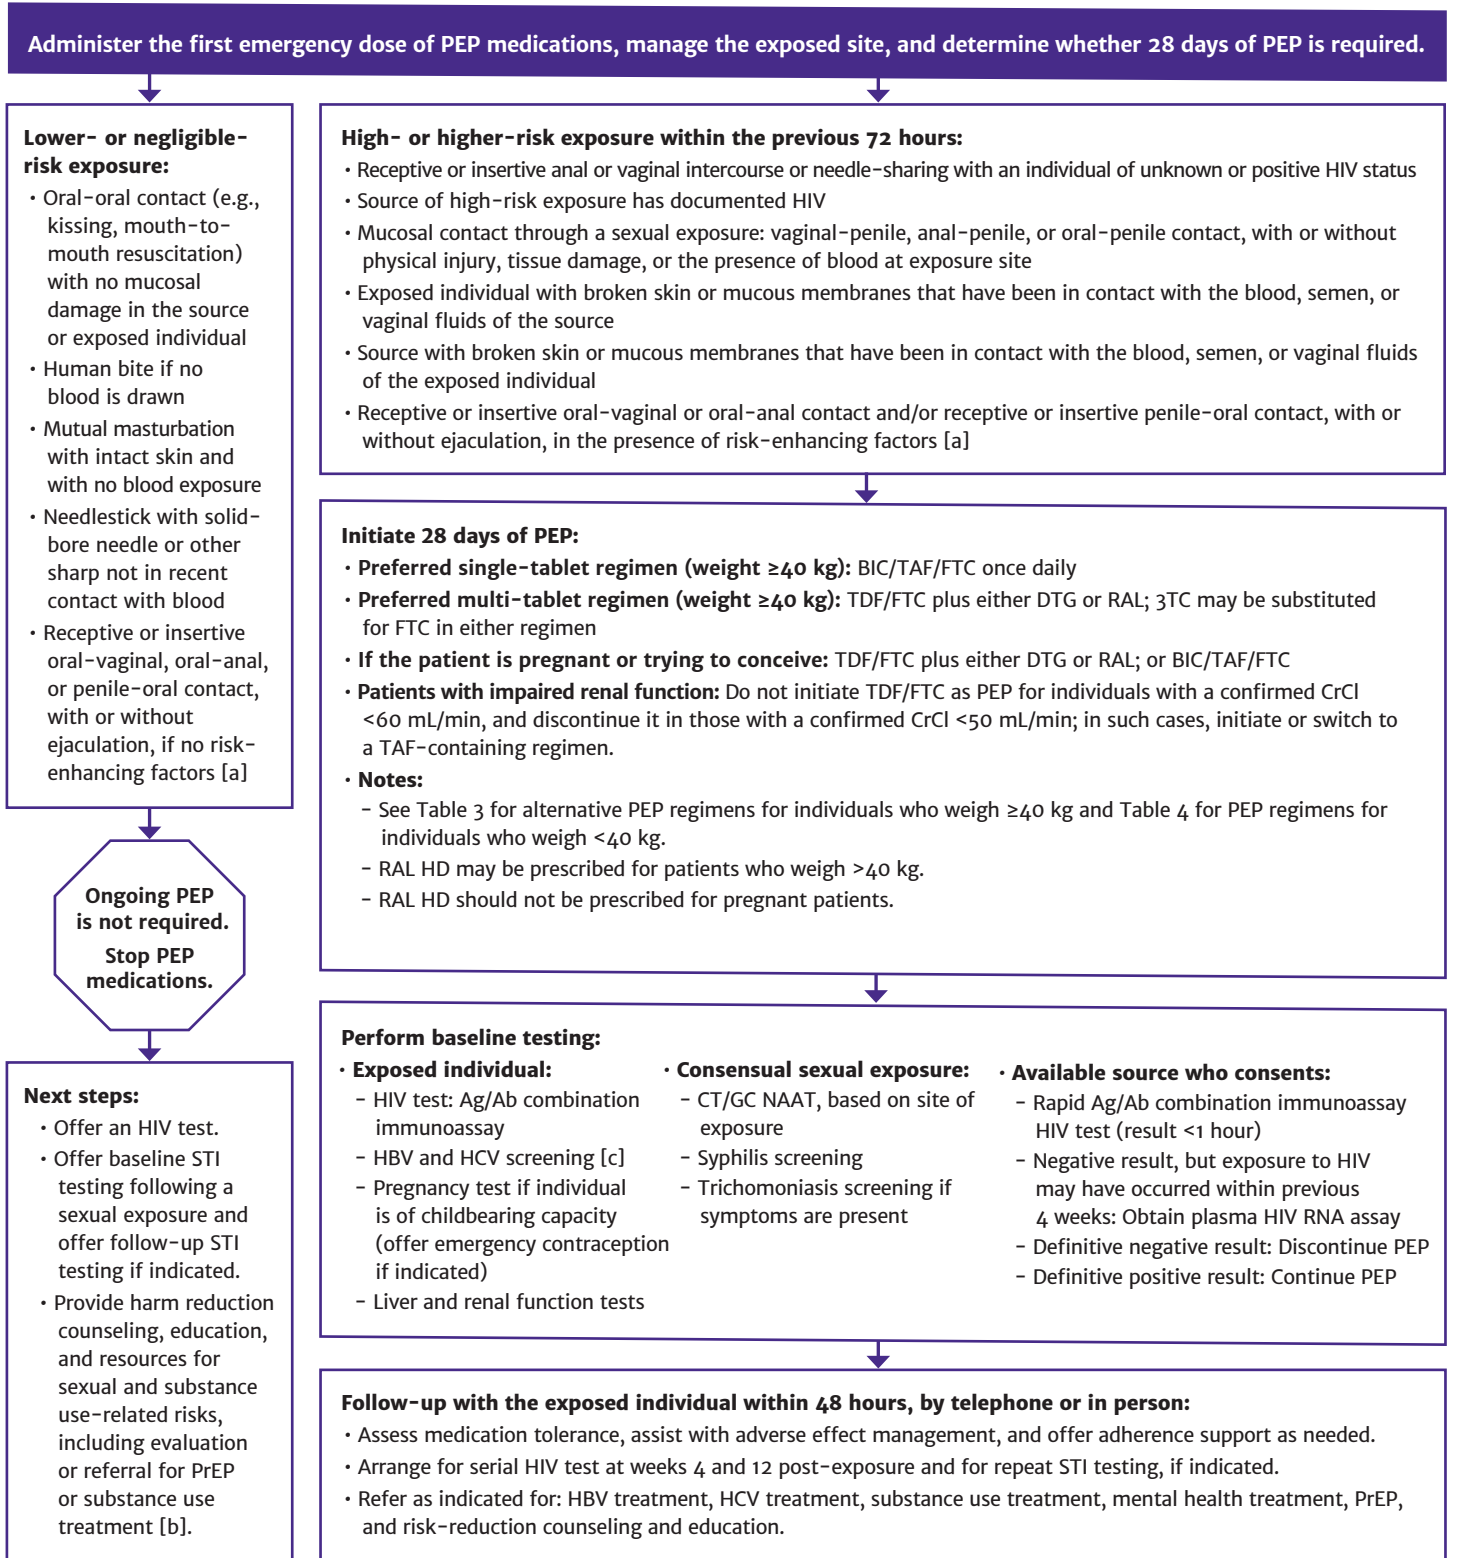 Administer the first emergency dose of PEP medications, manage the exposed site, and determine whether 28 days of PEP is required.
Lower- or negligible-
risk exposure:
• Oral-oral contact (e.g.,
kissing, mouth-to-
mouth resuscitation)
with no mucosal
damage in the source
or exposed individual
• Human bite if no
blood is drawn
• Mutual masturbation
with intact skin and
with no blood exposure
• Needlestick with solid-
bore needle or other
sharp not in recent
contact with blood
• Receptive or insertive
oral-vaginal, oral-anal,
or penile-oral contact,
with or without
ejaculation, if no risk-
enhancing factors [a]
Ongoing PEP
is not required.
Stop PEP
medications.
Next steps:
• Offer an HIV test.
• Offer baseline STI
testing following a
sexual exposure and
offer follow-up STI
testing if indicated.
• Provide harm reduction
counseling, education,
and resources for
sexual and substance
use-related risks,
including evaluation
or referral for PrEP
or substance use
treatment [b].
High- or higher-risk exposure within the previous 72 hours:
• Receptive or insertive anal or vaginal intercourse or needle-sharing with an individual of unknown or positive HIV status
• Source of high-risk exposure has documented HIV
• Mucosal contact through a sexual exposure: vaginal-penile, anal-penile, or oral-penile contact, with or without
physical injury, tissue damage, or the presence of blood at exposure site
• Exposed individual with broken skin or mucous membranes that have been in contact with the blood, semen, or
vaginal fluids of the source
• Source with broken skin or mucous membranes that have been in contact with the blood, semen, or vaginal fluids
of the exposed individual
• Receptive or insertive oral-vaginal or oral-anal contact and/or receptive or insertive penile-oral contact, with or
without ejaculation, in the presence of risk-enhancing factors [a]
Initiate 28 days of PEP:
• Preferred single-tablet regimen (weight ≥40 kg): BIC/TAF/FTC once daily
• Preferred multi-tablet regimen (weight ≥40 kg): TDF/FTC plus either DTG or RAL; 3TC may be substituted
for FTC in either regimen
• If the patient is pregnant or trying to conceive: TDF/FTC plus either DTG or RAL; or BIC/TAF/FTC
• Patients with impaired renal function: Do not initiate TDF/FTC as PEP for individuals with a confirmed CrCl
<60 mL/min, and discontinue it in those with a confirmed CrCl <50 mL/min; in such cases, initiate or switch to
a TAF-containing regimen.
• Notes:
– See Table 3 for alternative PEP regimens for individuals who weigh ≥40 kg and Table 4 for PEP regimens for
individuals who weigh <40 kg.
– RAL HD may be prescribed for patients who weigh >40 kg.
– RAL HD should not be prescribed for pregnant patients.
Perform baseline testing:
• Exposed individual:
– HIV test: Ag/Ab combination
immunoassay
– HBV and HCV screening [c]
– Pregnancy test if individual
is of childbearing capacity
(offer emergency contraception
if indicated)
– Liver and renal function tests
• Consensual sexual exposure:
– CT/GC NAAT, based on site of
exposure
– Syphilis screening
– Trichomoniasis screening if
symptoms are present
• Available source who consents:
– Rapid Ag/Ab combination immunoassay
HIV test (result <1 hour)
– Negative result, but exposure to HIV
may have occurred within previous
4 weeks: Obtain plasma HIV RNA assay
– Definitive negative result: Discontinue PEP
– Definitive positive result: Continue PEP
Follow-up with the exposed individual within 48 hours, by telephone or in person:
• Assess medication tolerance, assist with adverse effect management, and offer adherence support as needed.
• Arrange for serial HIV test at weeks 4 and 12 post-exposure and for repeat STI testing, if indicated.
• Refer as indicated for: HBV treatment, HCV treatment, substance use treatment, mental health treatment, PrEP,
and risk-reduction counseling and education.